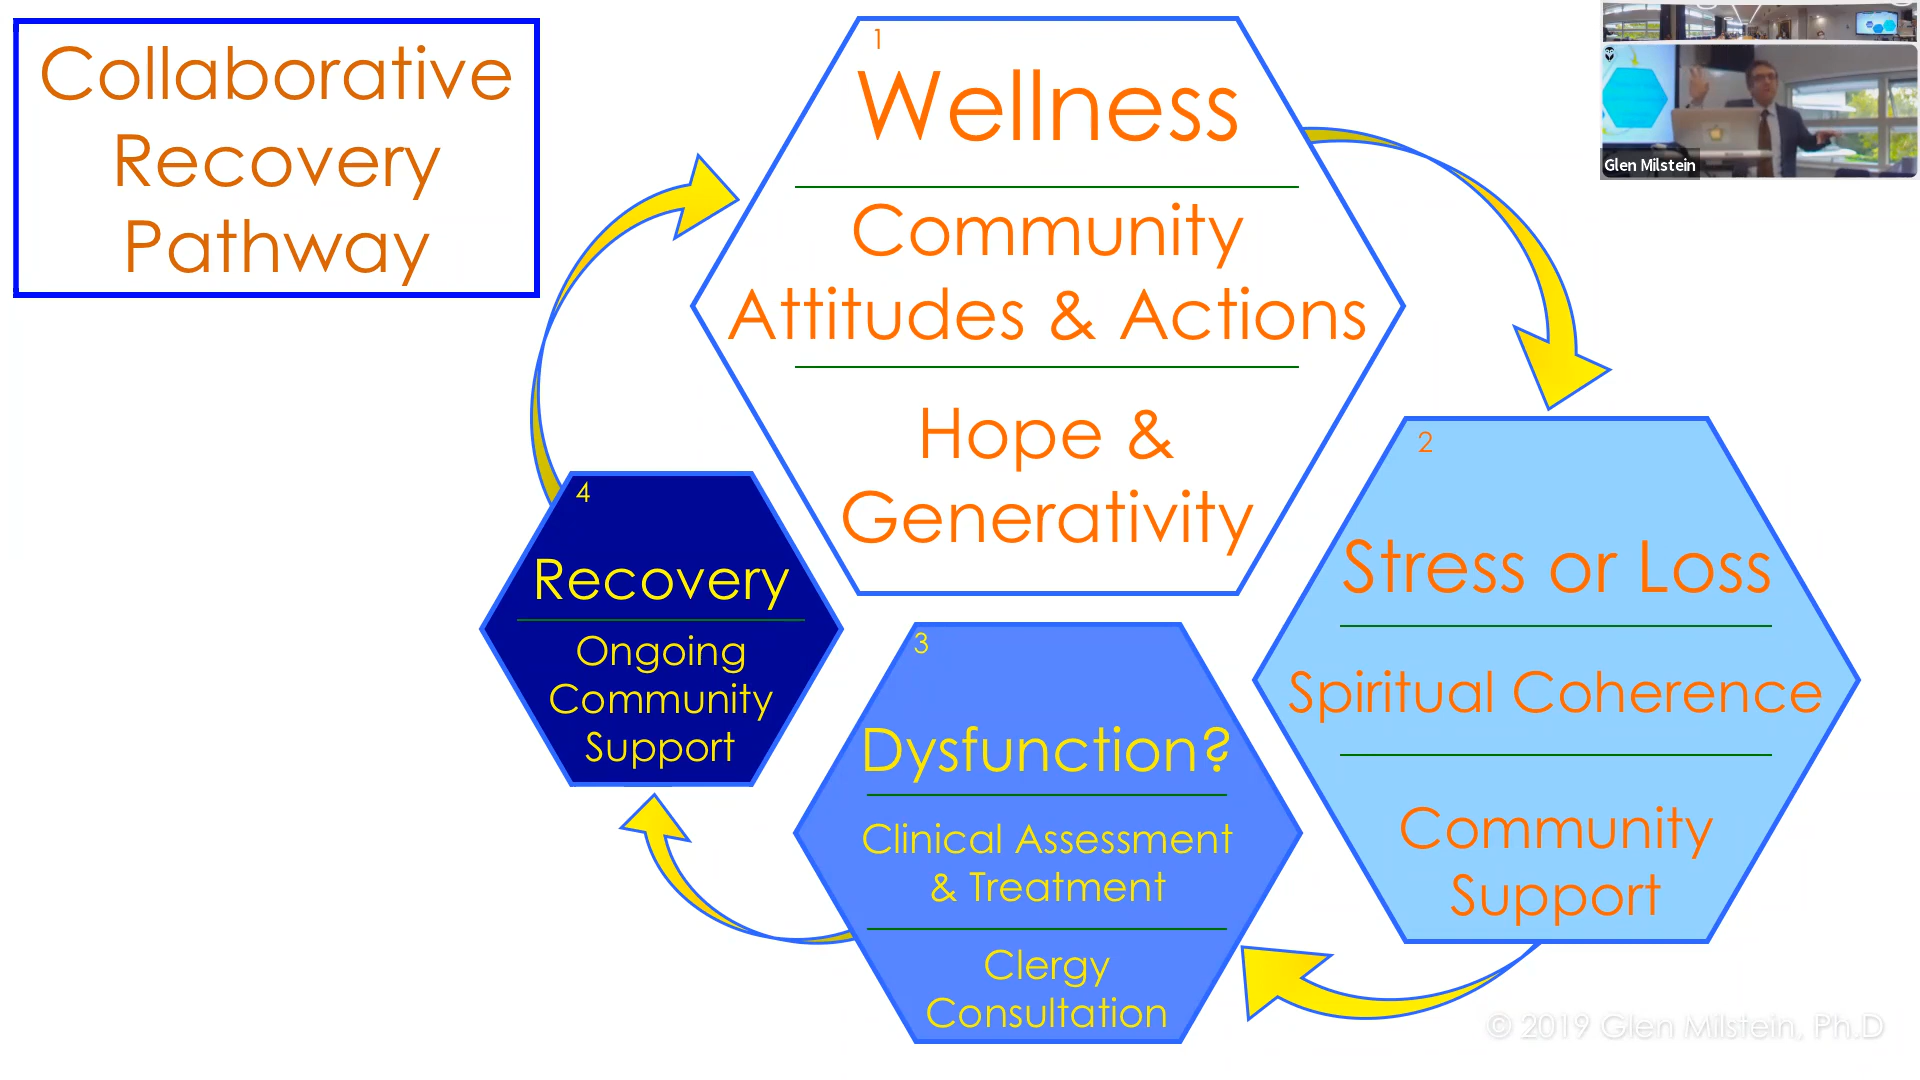 Collaborative
Recovery
Pathway
1
Wellness
Community
Attitudes & Actions
Hope &
Generativity
2
Stress or Loss
Spiritual Coherence
Community
Support
3
Dysfunction?
Clinical Assessment
& Treatment
Clergy
Consultation
4
Recovery
Ongoing
Community
Support
Glen Milstein
© 2019 Glen Milstein, Ph.D